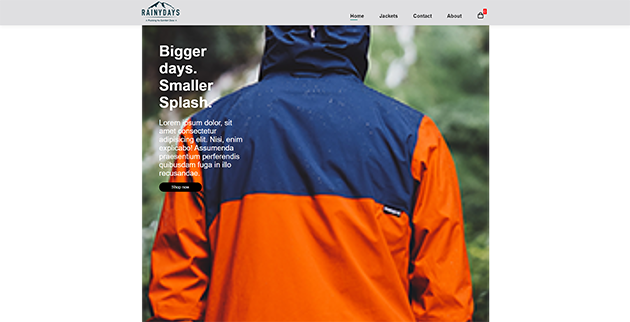 RAINYDAYS
Home
Jackets
Contact
About
Bigger
days.
Smaller
Splash.
Lorem ipsum dolor, sit
amet consectetur
adipisicing elit. Nisi, enim
explicabo! Assumenda
praesentium perferendis
quibusdam fuga in illo
recusandae.
Shop now